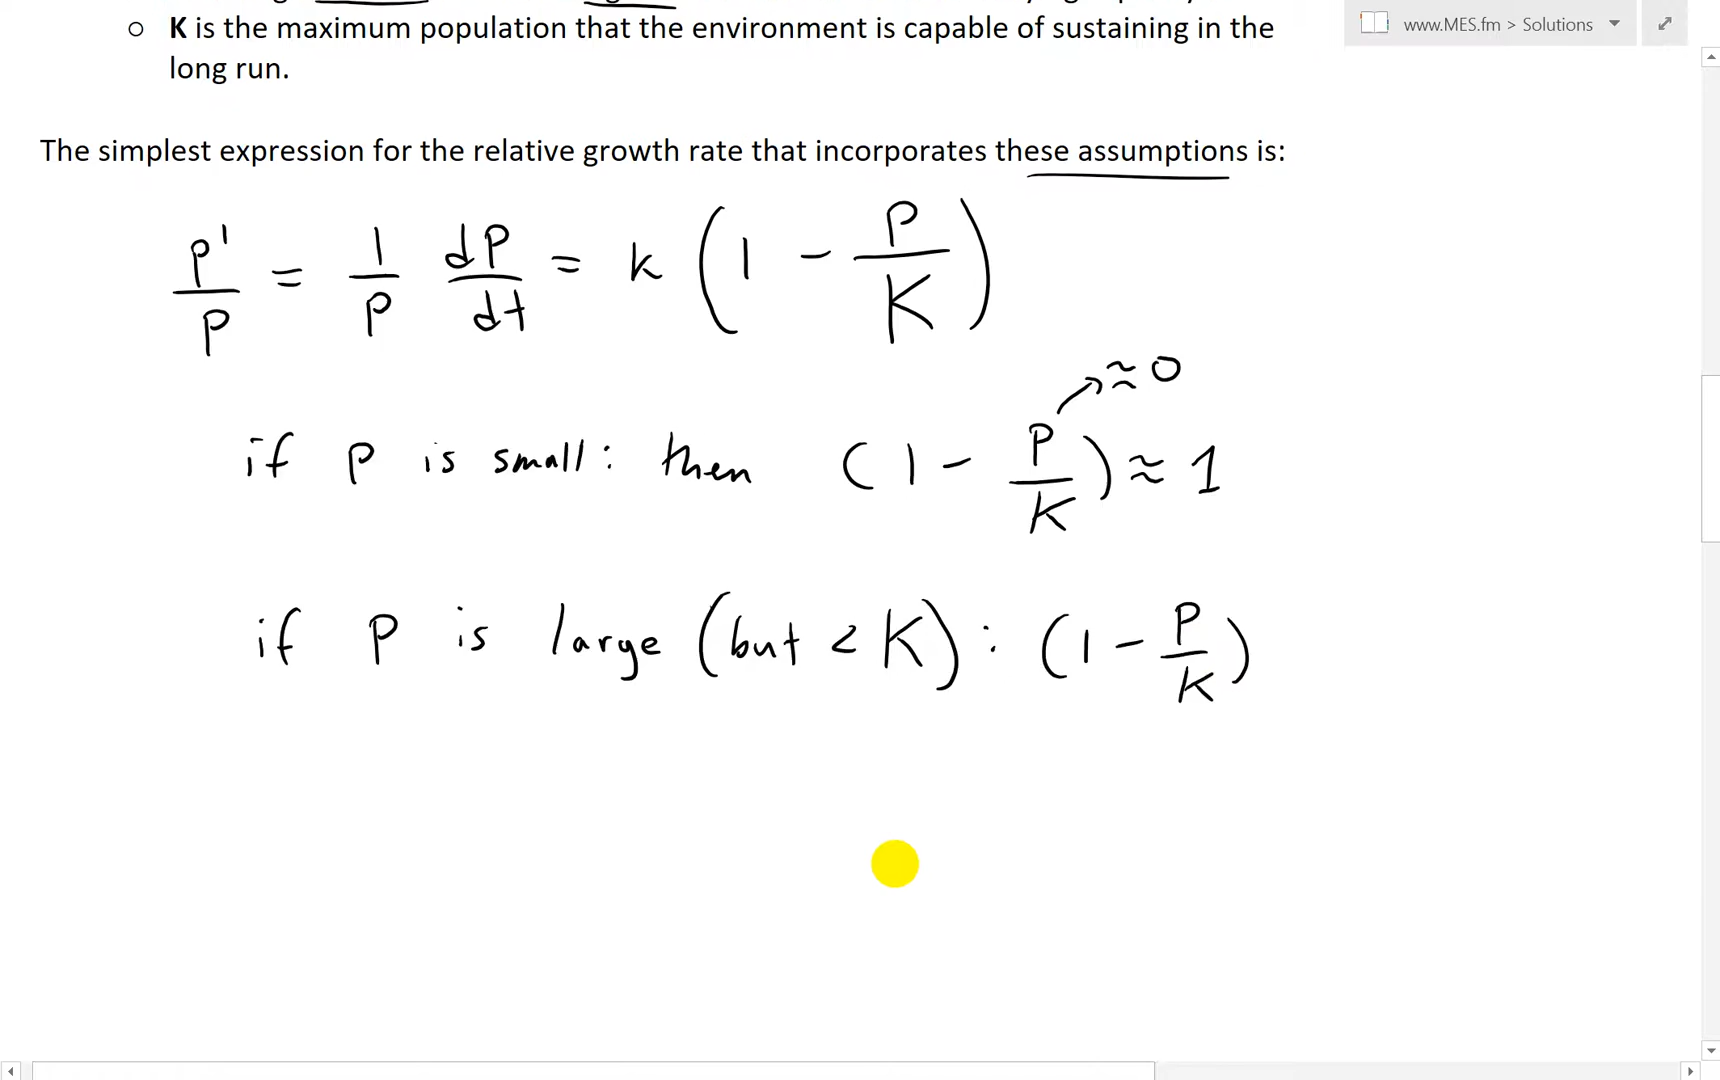 www.MES.fm > Solutions
K is the maximum population that the environment is capable of sustaining in the
long run.
The simplest expression for the relative growth rate that incorporates these assumptions is:
P'/P = 1/P dP/dt = k (1 - P/K)
≈ 0
if P is small: then (1 - P/K) ≈ 1
if P is large (but < K): (1 - P/K)